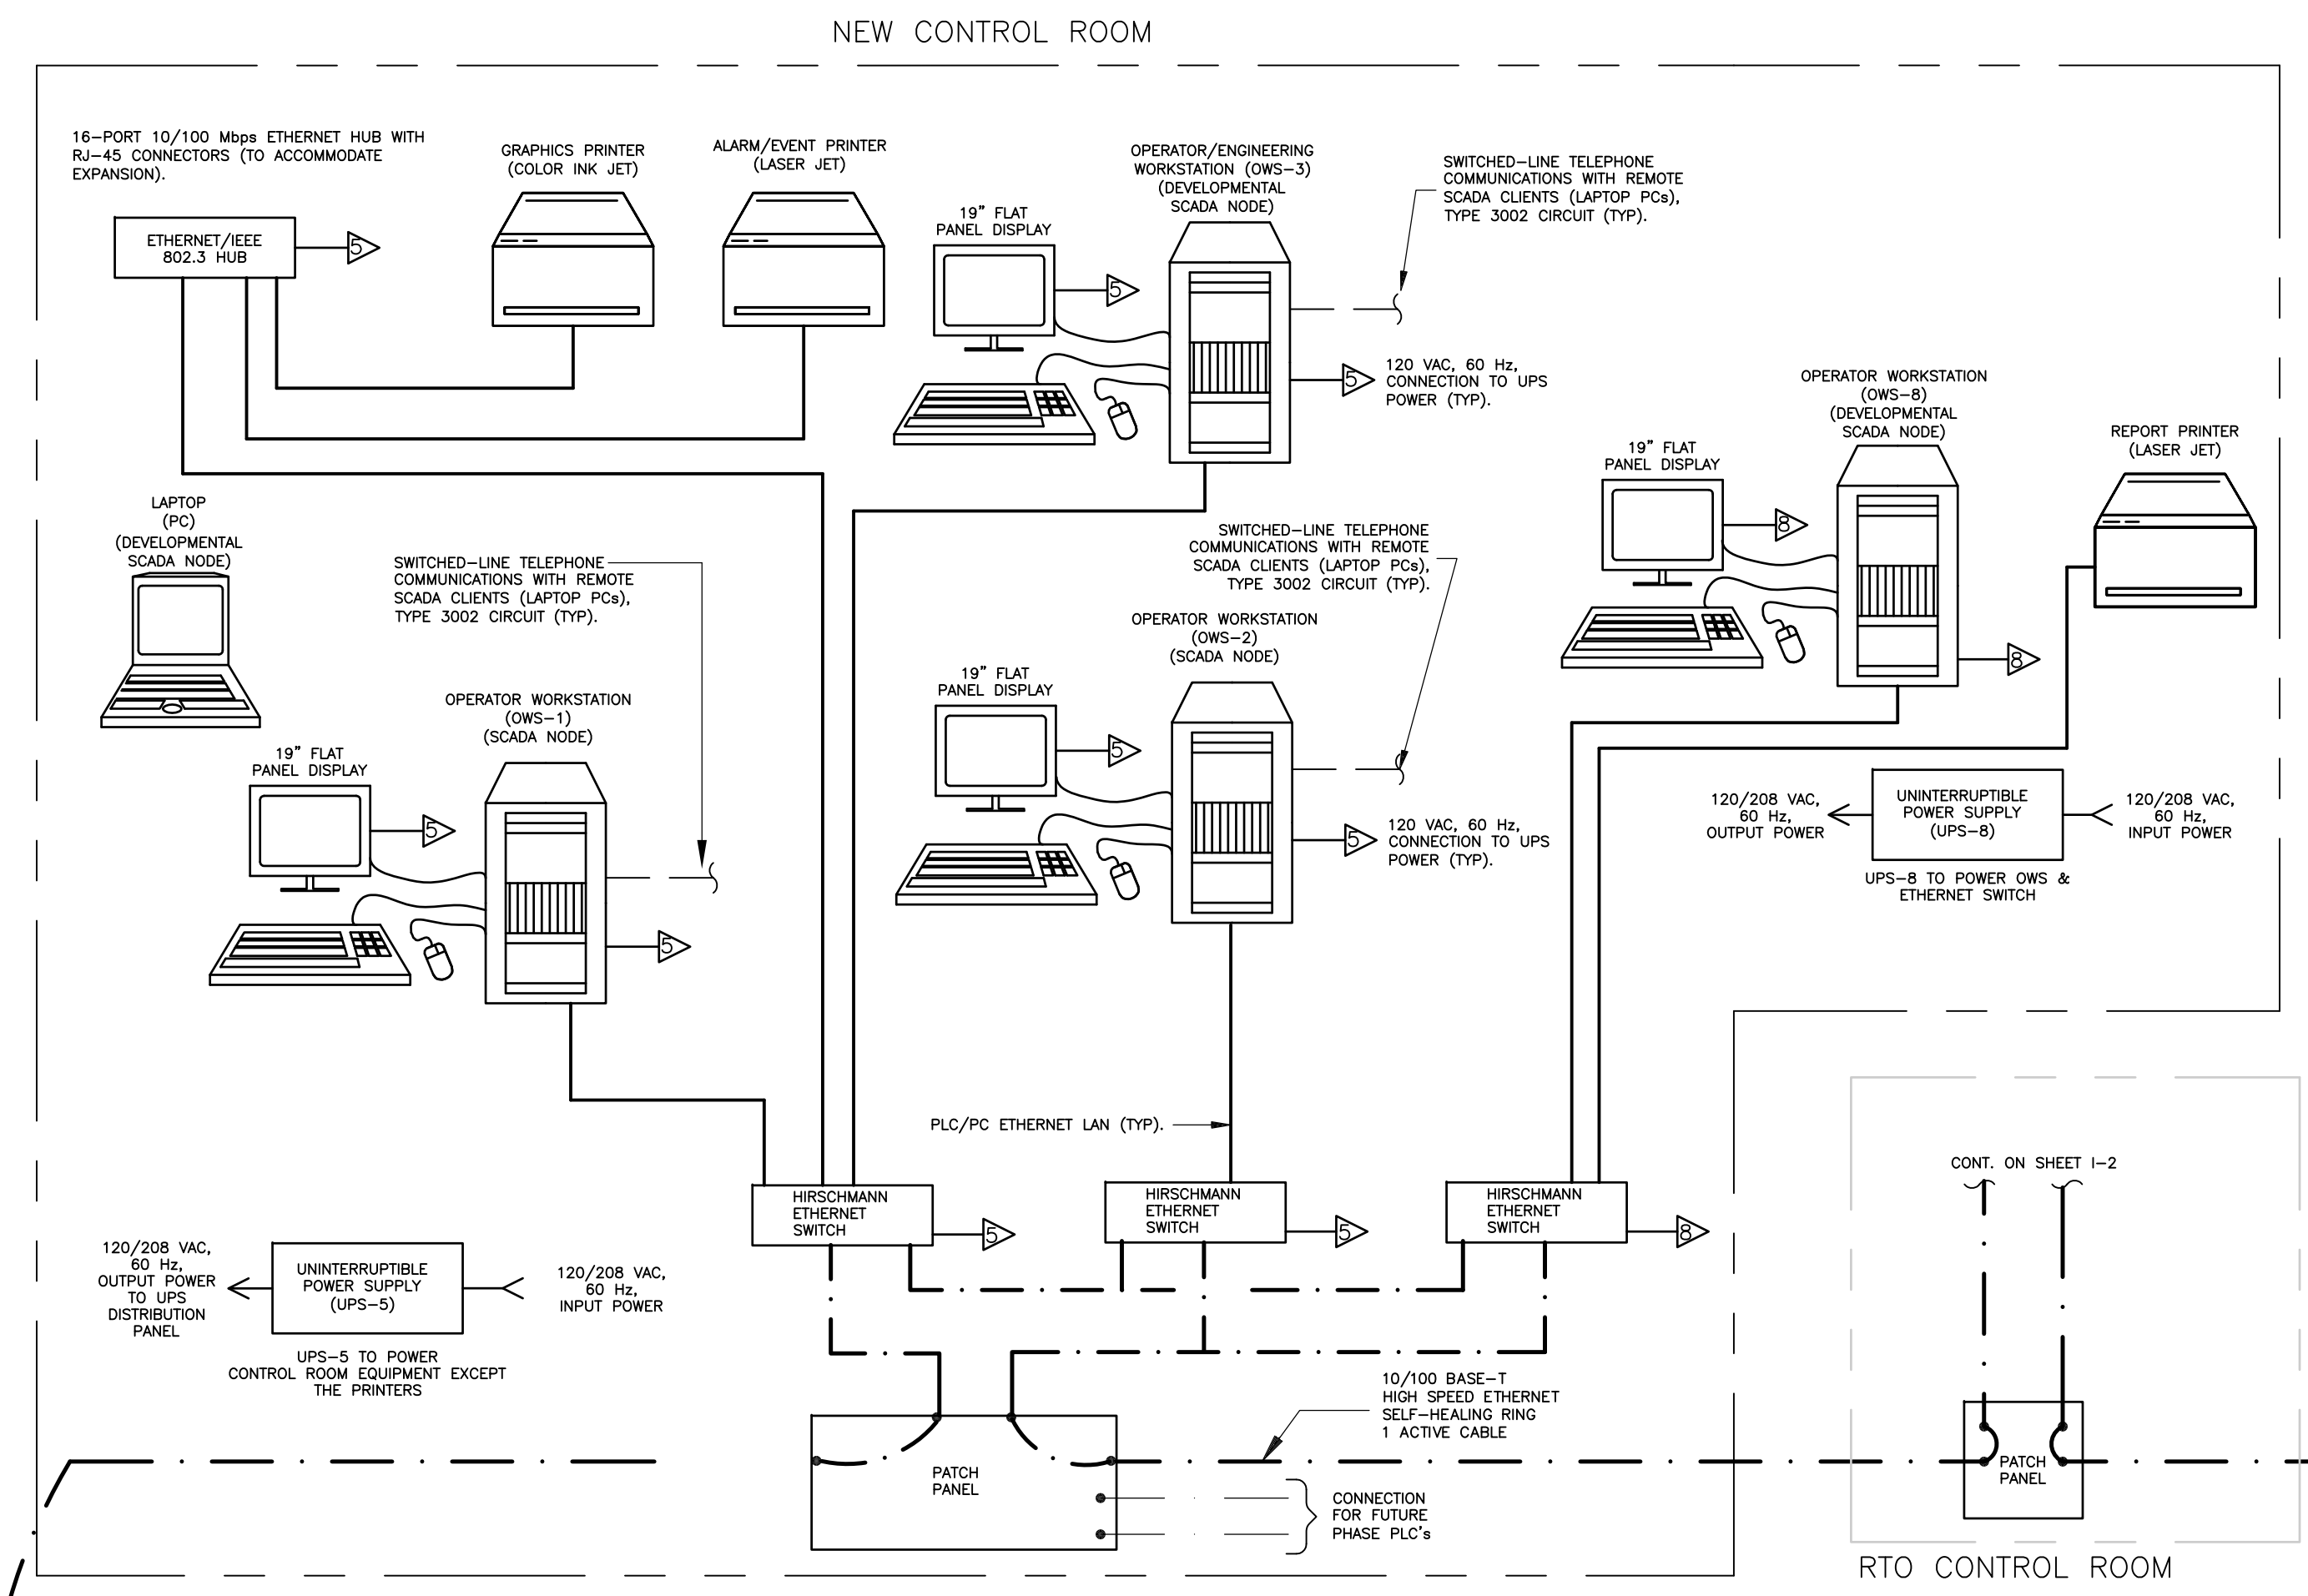 NEW CONTROL ROOM
16-PORT 10/100 Mbps ETHERNET HUB WITH
RJ-45 CONNECTORS (TO ACCOMMODATE
EXPANSION).
ETHERNET/IEEE
802.3 HUB
5
GRAPHICS PRINTER
(COLOR INK JET)
ALARM/EVENT PRINTER
(LASER JET)
OPERATOR/ENGINEERING
WORKSTATION (OWS-3)
(DEVELOPMENTAL
SCADA NODE)
19" FLAT
PANEL DISPLAY
5
SWITCHED-LINE TELEPHONE
COMMUNICATIONS WITH REMOTE
SCADA CLIENTS (LAPTOP PCs),
TYPE 3002 CIRCUIT (TYP).
5
120 VAC, 60 Hz,
CONNECTION TO UPS
POWER (TYP).
OPERATOR WORKSTATION
(OWS-8)
(DEVELOPMENTAL
SCADA NODE)
19" FLAT
PANEL DISPLAY
8
8
REPORT PRINTER
(LASER JET)
LAPTOP
(PC)
(DEVELOPMENTAL
SCADA NODE)
SWITCHED-LINE TELEPHONE
COMMUNICATIONS WITH REMOTE
SCADA CLIENTS (LAPTOP PCs),
TYPE 3002 CIRCUIT (TYP).
OPERATOR WORKSTATION
(OWS-1)
(SCADA NODE)
19" FLAT
PANEL DISPLAY
5
5
SWITCHED-LINE TELEPHONE
COMMUNICATIONS WITH REMOTE
SCADA CLIENTS (LAPTOP PCs),
TYPE 3002 CIRCUIT (TYP).
OPERATOR WORKSTATION
(OWS-2)
(SCADA NODE)
19" FLAT
PANEL DISPLAY
5
5
120 VAC, 60 Hz,
CONNECTION TO UPS
POWER (TYP).
120/208 VAC,
60 Hz,
OUTPUT POWER
UNINTERRUPTIBLE
POWER SUPPLY
(UPS-8)
120/208 VAC,
60 Hz,
INPUT POWER
UPS-8 TO POWER OWS &
ETHERNET SWITCH
PLC/PC ETHERNET LAN (TYP).
HIRSCHMANN
ETHERNET
SWITCH
5
HIRSCHMANN
ETHERNET
SWITCH
5
HIRSCHMANN
ETHERNET
SWITCH
8
120/208 VAC,
60 Hz,
OUTPUT POWER
TO UPS
DISTRIBUTION
PANEL
UNINTERRUPTIBLE
POWER SUPPLY
(UPS-5)
120/208 VAC,
60 Hz,
INPUT POWER
UPS-5 TO POWER
CONTROL ROOM EQUIPMENT EXCEPT
THE PRINTERS
10/100 BASE-T
HIGH SPEED ETHERNET
SELF-HEALING RING
1 ACTIVE CABLE
PATCH
PANEL
CONNECTION
FOR FUTURE
PHASE PLC's
CONT. ON SHEET I-2
PATCH
PANEL
RTO CONTROL ROOM